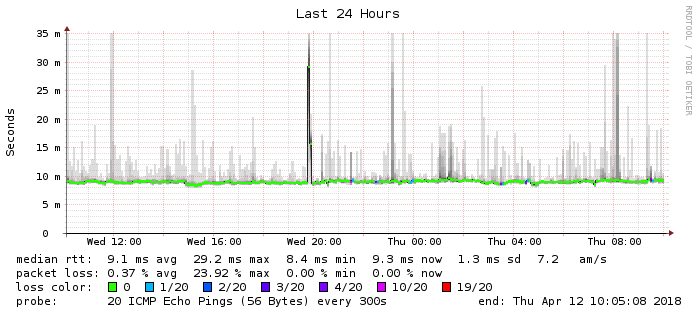 Last 24 Hours
RRDTOOL / TOBI OETIKER
Seconds
35 m
30 m
25 m
20 m
15 m
10 m
5 m
0
Wed 12:00 Wed 16:00 Wed 20:00 Thu 00:00 Thu 04:00 Thu 08:00
median rtt: 9.1 ms avg 29.2 ms max 8.4 ms min 9.3 ms now 1.3 ms sd 7.2 am/s
packet loss: 0.37 % avg 23.92 % max 0.00 % min 0.00 % now
loss color: 0 1/20 2/20 3/20 4/20 10/20 19/20
probe: 20 ICMP Echo Pings (56 Bytes) every 300s end: Thu Apr 12 10:05:08 2018